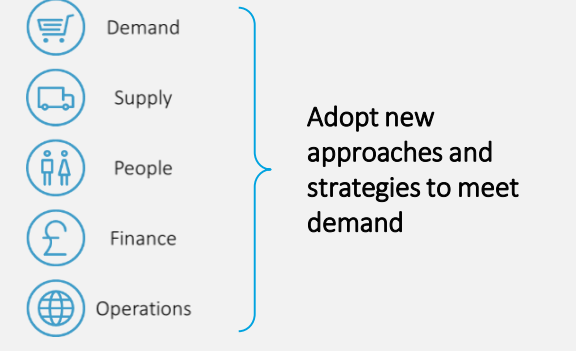 Demand
Supply
People
Finance
Operations
Adopt new
approaches and
strategies to meet
demand